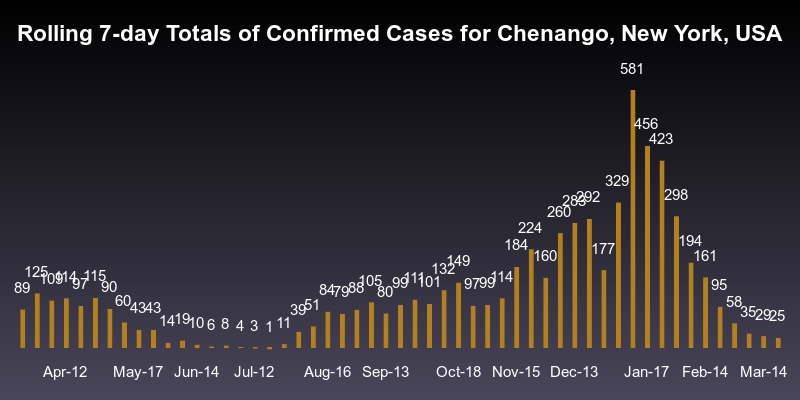 Rolling 7-day Totals of Confirmed Cases for Chenango, New York, USA
89 125 109 114 97 115 90 60 43 43 14 19 10 6 8 4 3 1 11 39 51 84 79 88 105 80 99 111 101 132 149 97 99 114 184 224 160 260 283 292 177 329 581 456 423 298 194 161 95 58 35 29 25
Apr-12 May-17 Jun-14 Jul-12 Aug-16 Sep-13 Oct-18 Nov-15 Dec-13 Jan-17 Feb-14 Mar-14